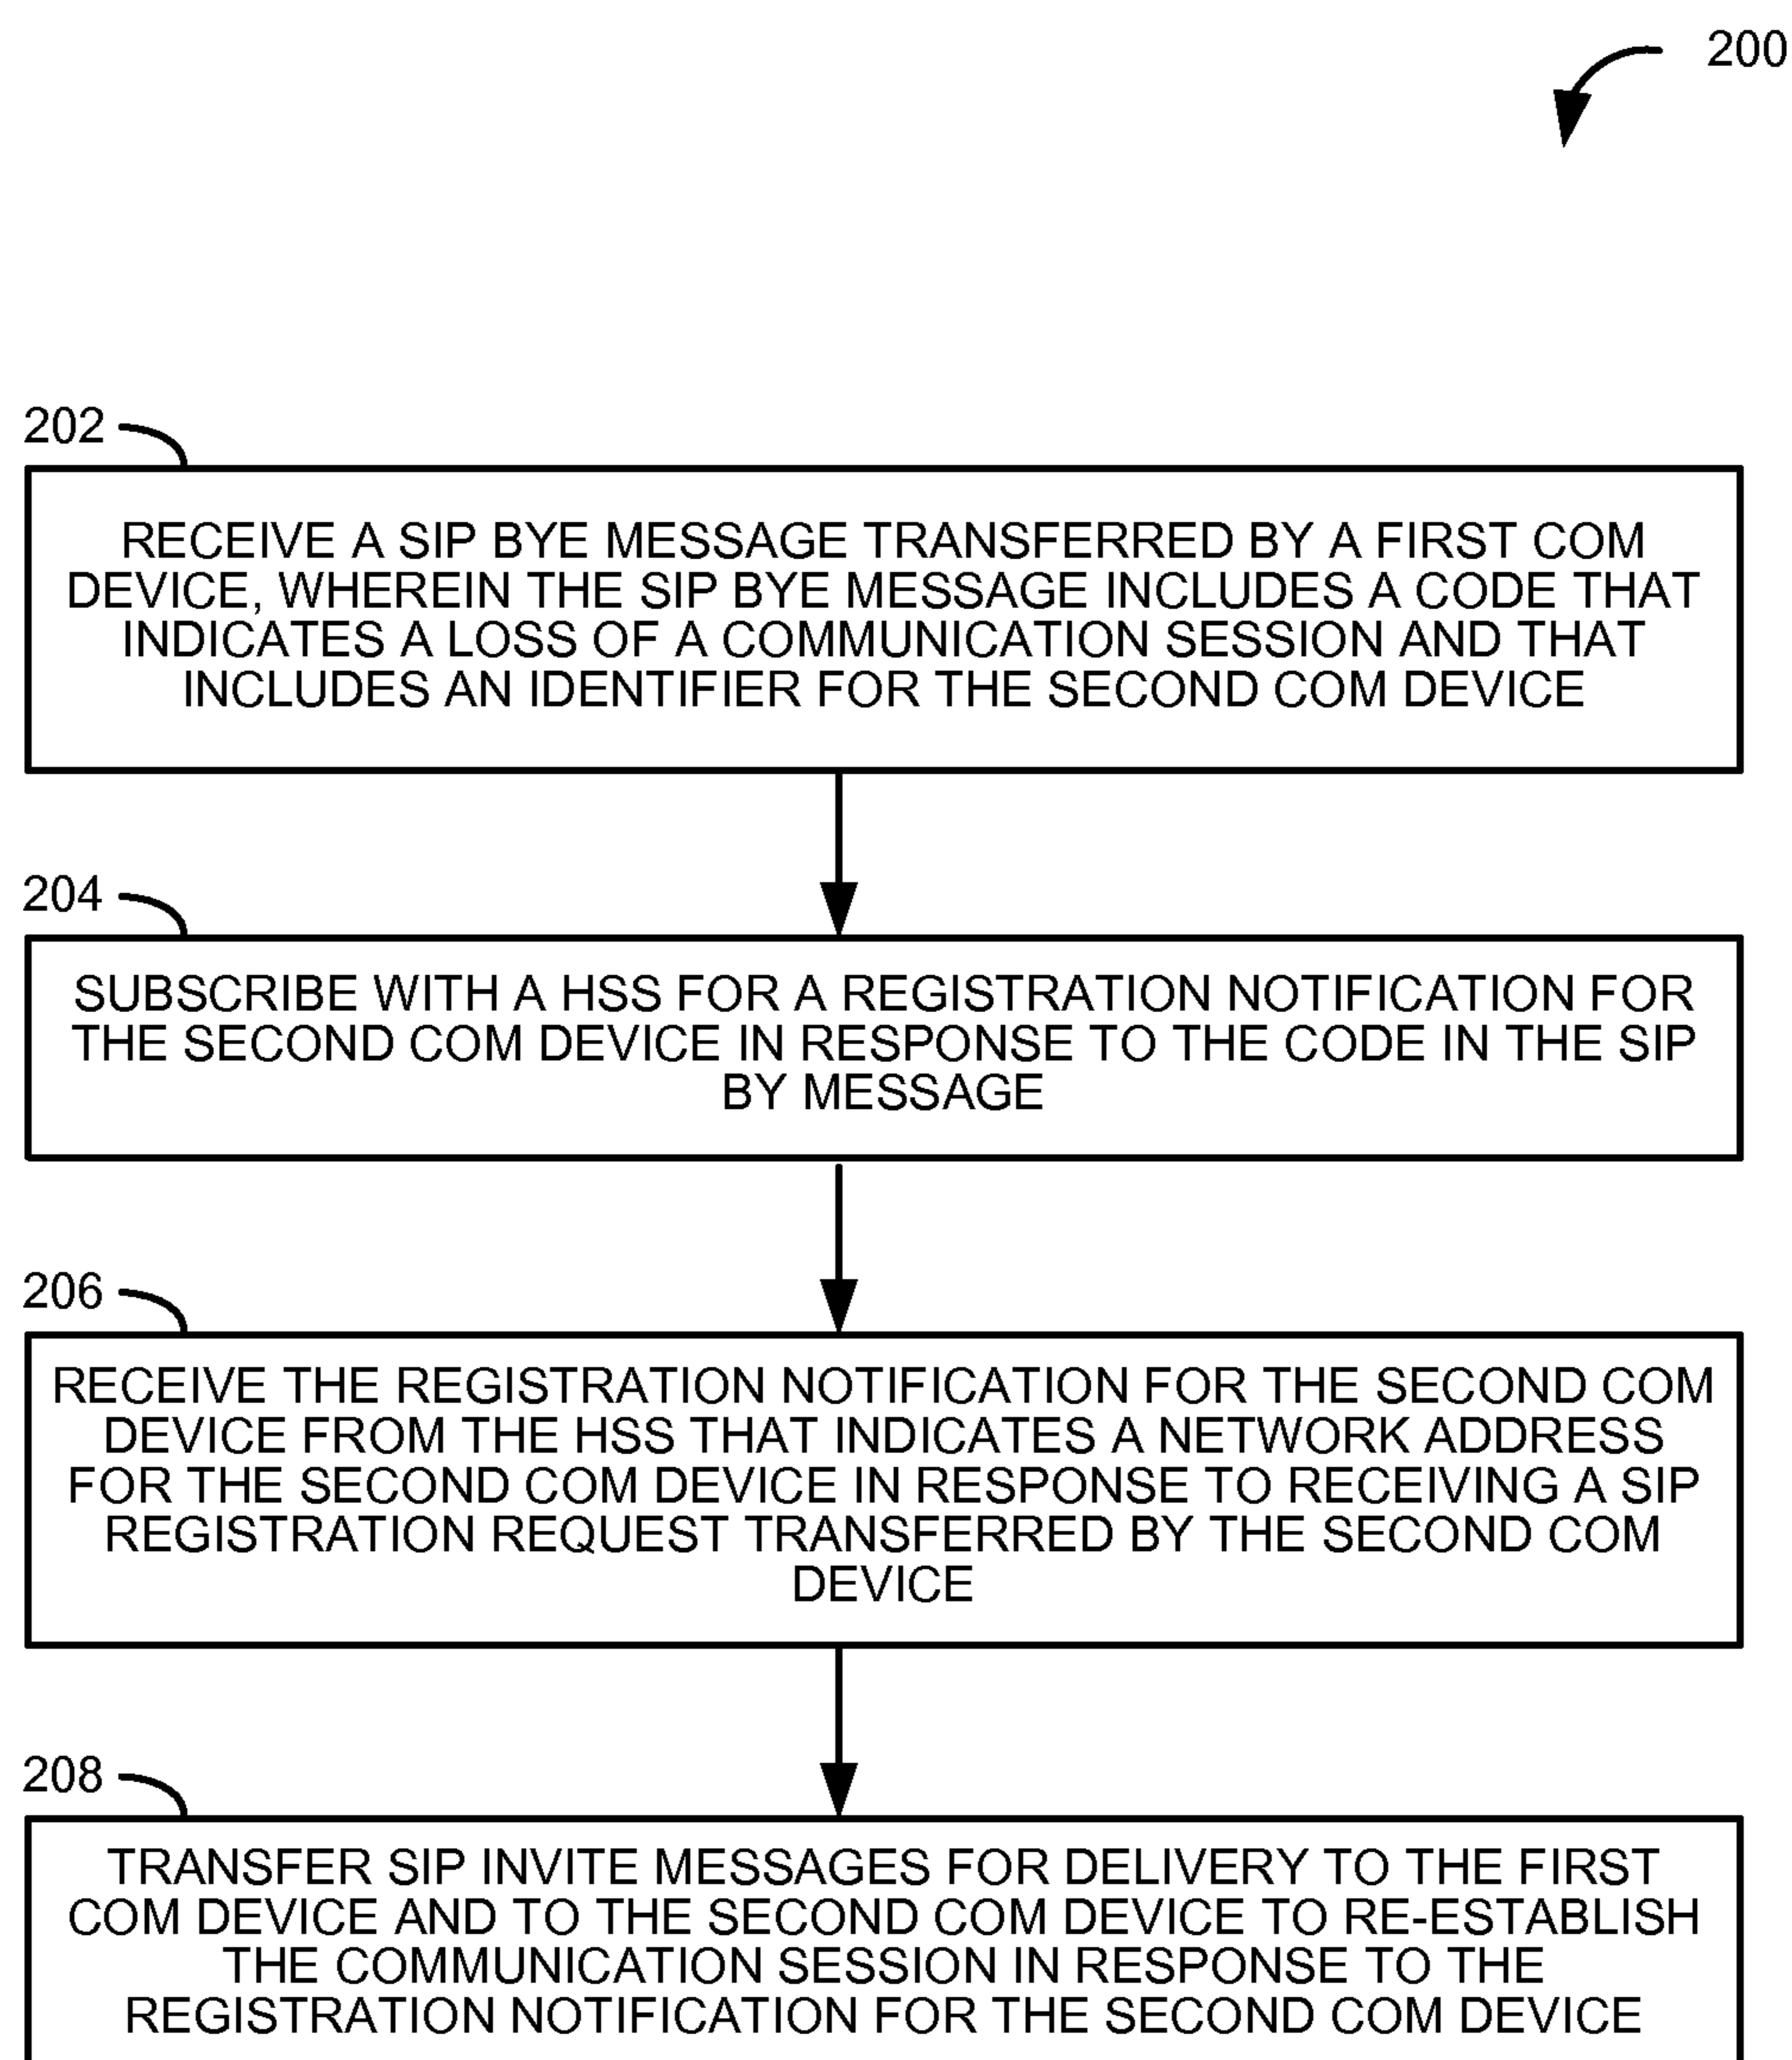 200
202
RECEIVE A SIP BYE MESSAGE TRANSFERRED BY A FIRST COM
DEVICE, WHEREIN THE SIP BYE MESSAGE INCLUDES A CODE THAT
INDICATES A LOSS OF A COMMUNICATION SESSION AND THAT
INCLUDES AN IDENTIFIER FOR THE SECOND COM DEVICE
204
SUBSCRIBE WITH A HSS FOR A REGISTRATION NOTIFICATION FOR
THE SECOND COM DEVICE IN RESPONSE TO THE CODE IN THE SIP
BY MESSAGE
206
RECEIVE THE REGISTRATION NOTIFICATION FOR THE SECOND COM
DEVICE FROM THE HSS THAT INDICATES A NETWORK ADDRESS
FOR THE SECOND COM DEVICE IN RESPONSE TO RECEIVING A SIP
REGISTRATION REQUEST TRANSFERRED BY THE SECOND COM
DEVICE
208
TRANSFER SIP INVITE MESSAGES FOR DELIVERY TO THE FIRST
COM DEVICE AND TO THE SECOND COM DEVICE TO RE-ESTABLISH
THE COMMUNICATION SESSION IN RESPONSE TO THE
REGISTRATION NOTIFICATION FOR THE SECOND COM DEVICE